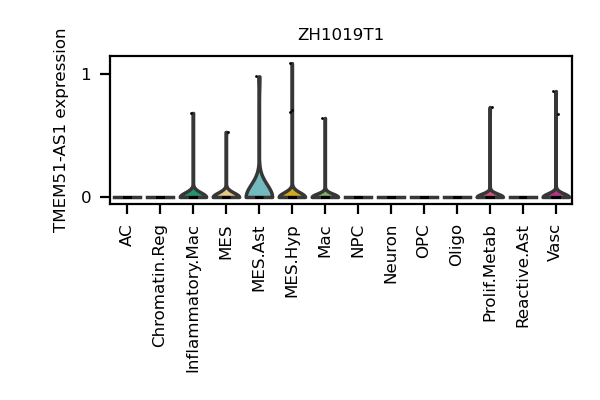 ZH1019T1
TMEM51-AS1 expression
1
0
AC
Chromatin.Reg
Inflammatory.Mac
MES
MES.Ast
MES.Hyp
Mac
NPC
Neuron
OPC
Oligo
Prolif.Metab
Reactive.Ast
Vasc